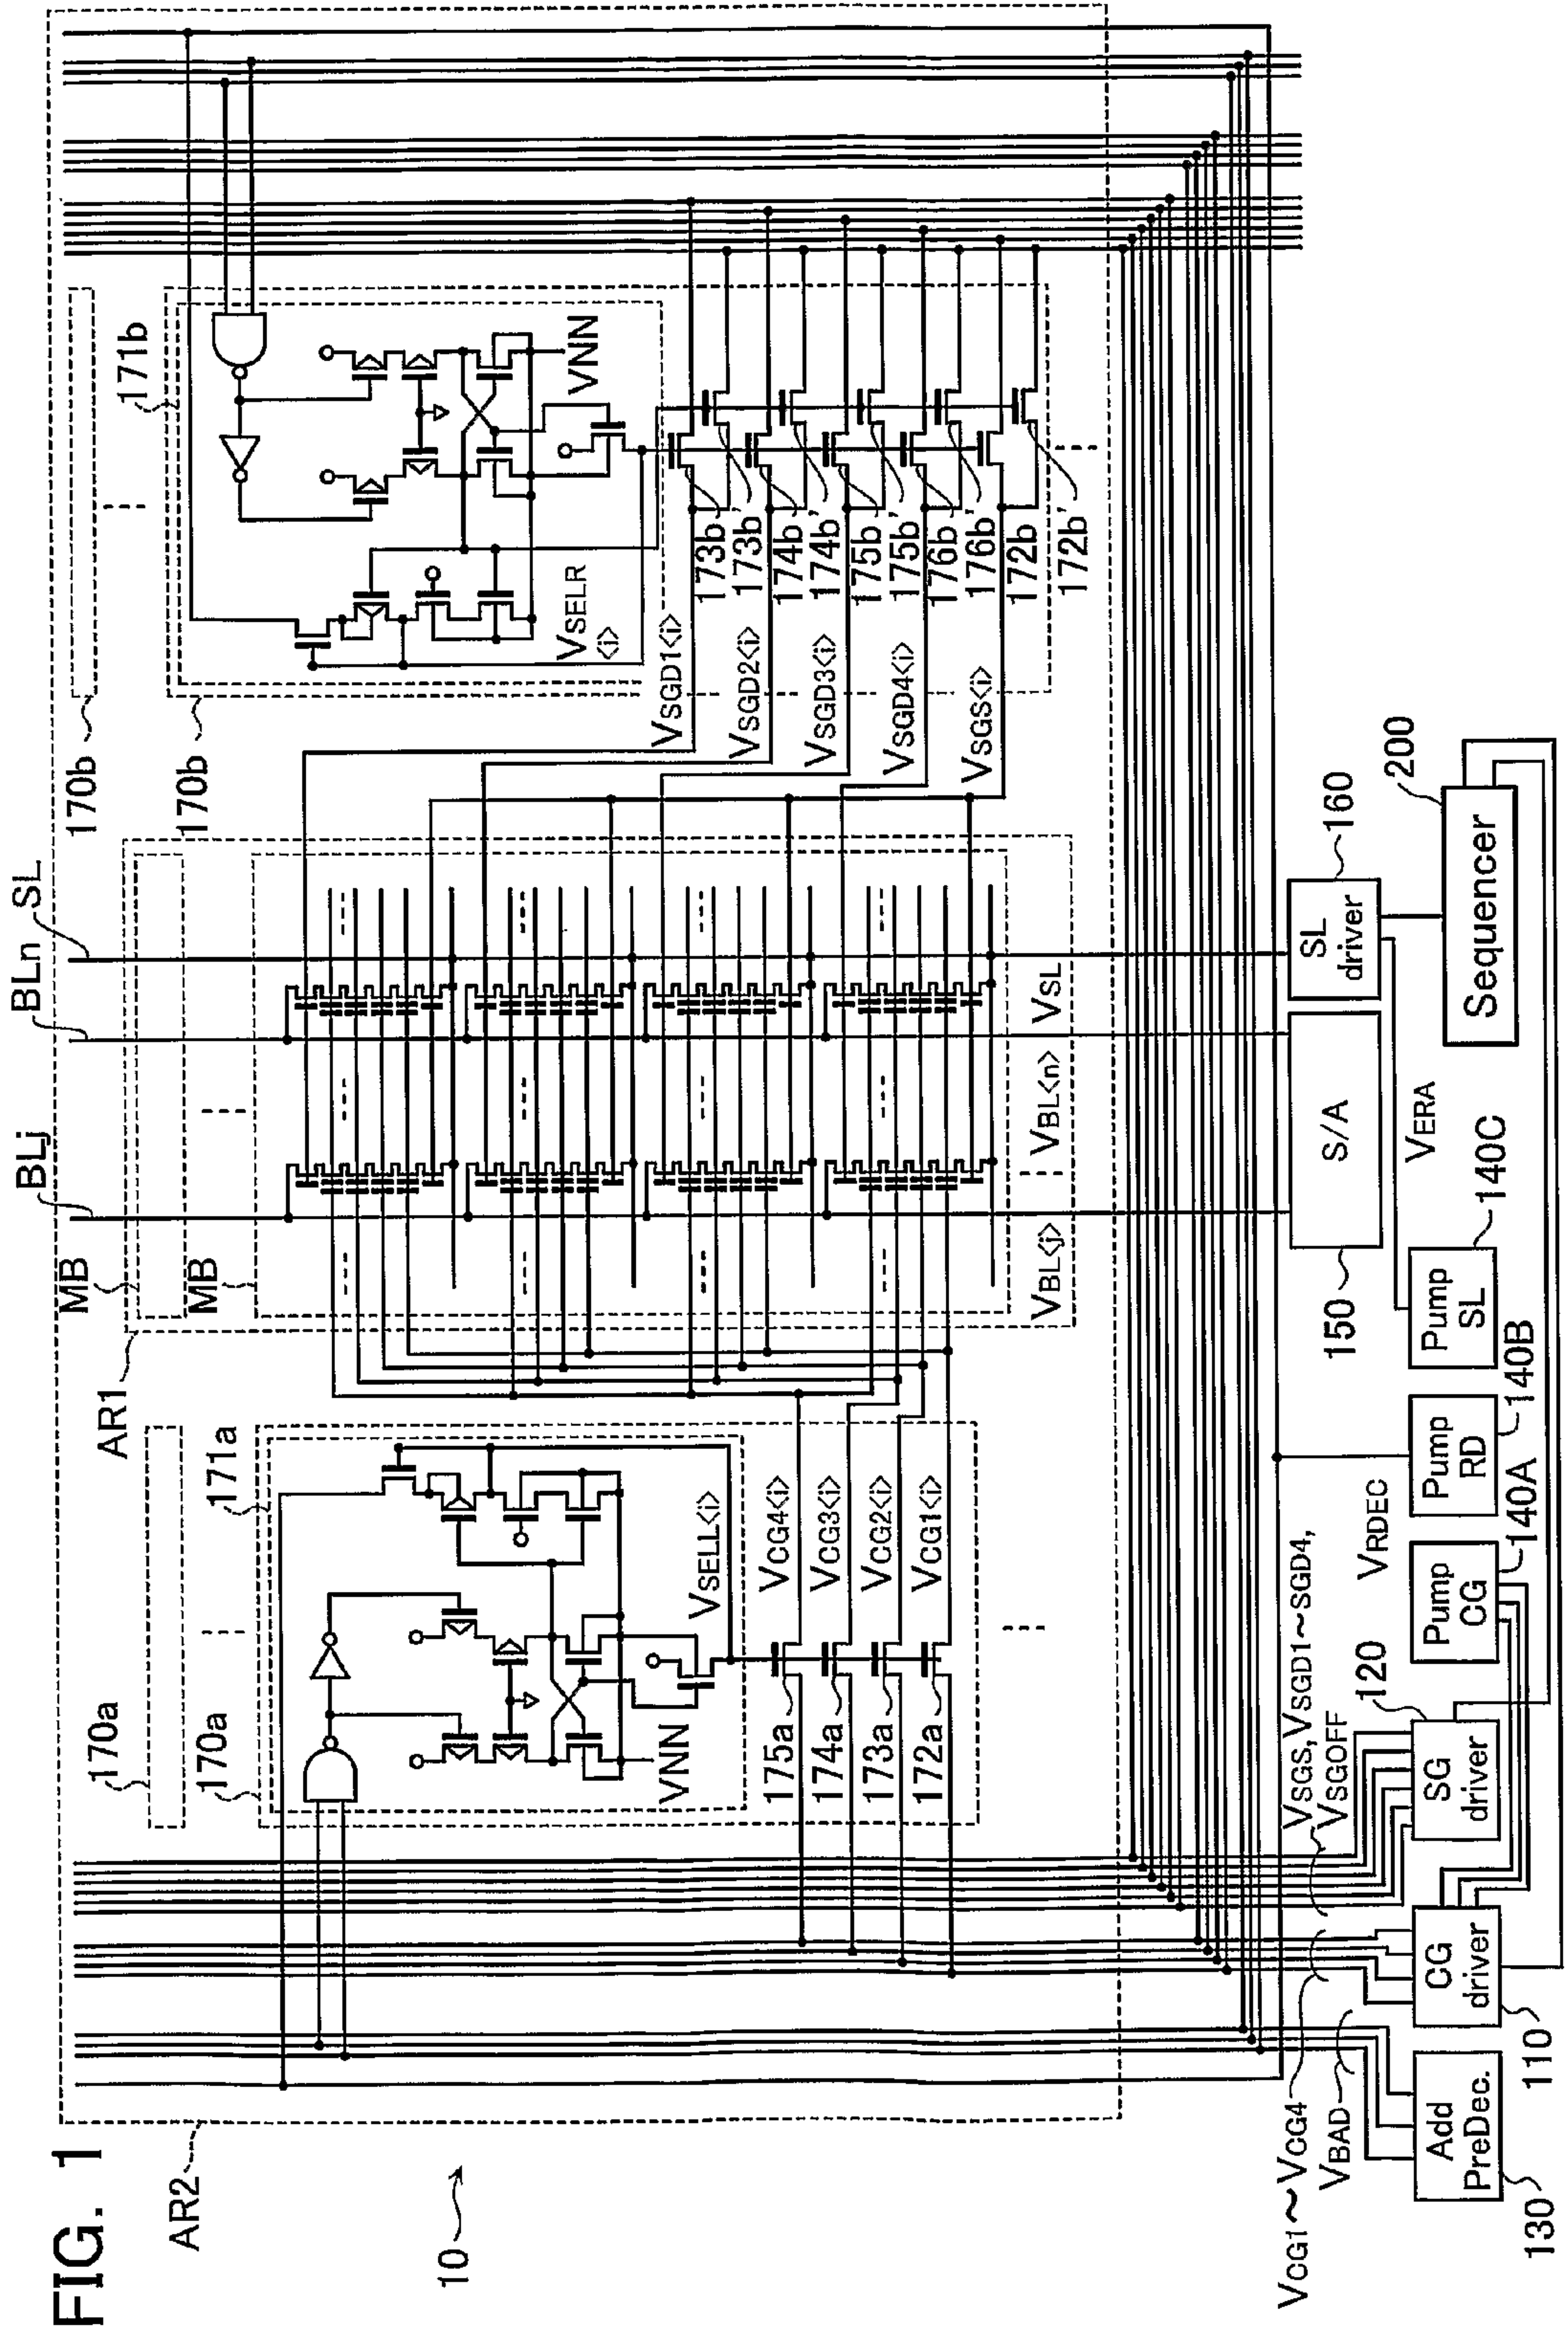 FIG. 1
10
AR2
AR1
170a
170a
171a
VNN
VSELL<i>
175a
174a
173a
172a
VCG4<i>
VCG3<i>
VCG2<i>
VCG1<i>
MB
MB
BLj
BLn
SL
VBL<j>
VBL<n>
VSL
170b
170b
171b
VNN
VSELR
<i>
VSGD1<i>
VSGD2<i>
VSGD3<i>
VSGD4<i>
VSGS<i>
173b
173b'
174b
174b'
175b
175b'
176b
176b'
172b
172b'
VCG1~VCG4
VBAD
VSGS, VSGD1~SGD4,
VSGOFF
VRDEC
VERA
Add
PreDec.
130
CG
driver
110
SG
driver
120
Pump
CG
140A
Pump
RD
140B
Pump
SL
140C
S/A
150
SL
driver
160
Sequencer
200